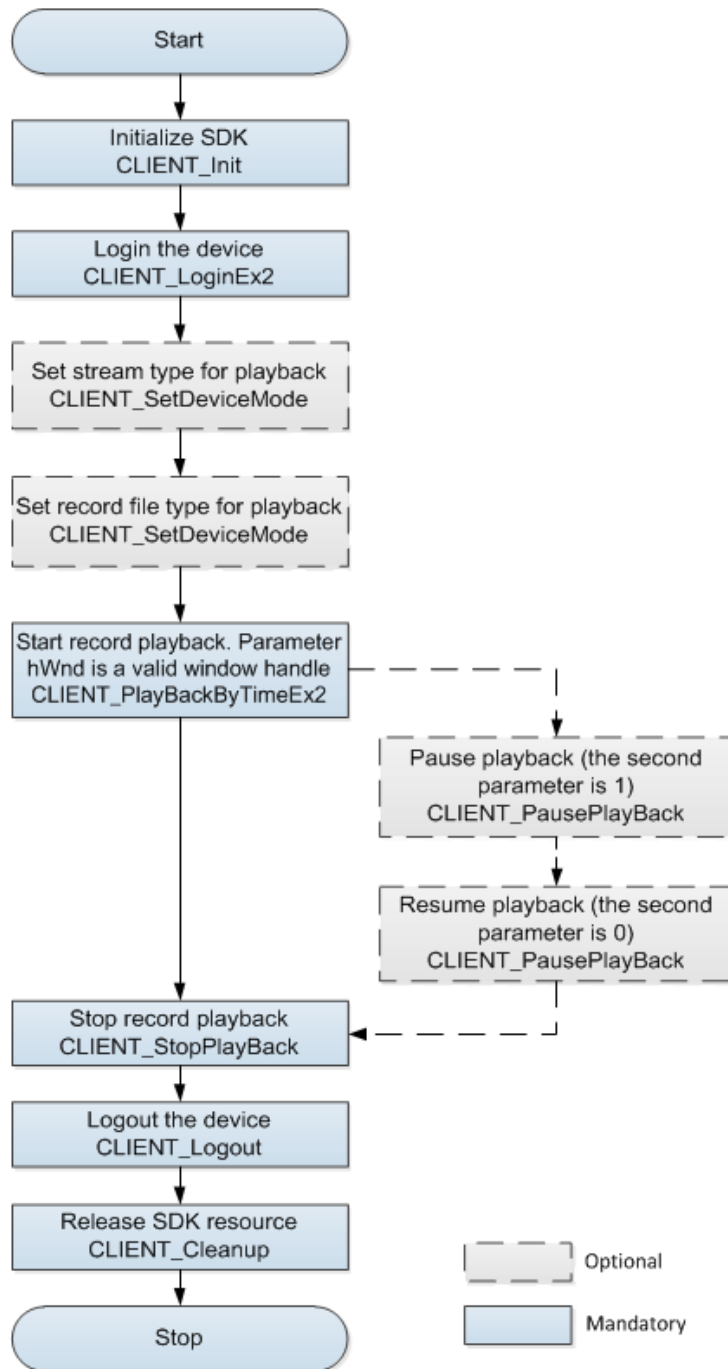 Start
Initialize SDK
CLIENT_Init
Login the device
CLIENT_LoginEx2
Set stream type for playback
CLIENT_SetDeviceMode
Set record file type for playback
CLIENT_SetDeviceMode
Start record playback. Parameter
hWnd is a valid window handle
CLIENT_PlayBackByTimeEx2
Pause playback (the second
parameter is 1)
CLIENT_PausePlayBack
Resume playback (the second
parameter is 0)
CLIENT_PausePlayBack
Stop record playback
CLIENT_StopPlayBack
Logout the device
CLIENT_Logout
Release SDK resource
CLIENT_Cleanup
Stop
Optional
Mandatory